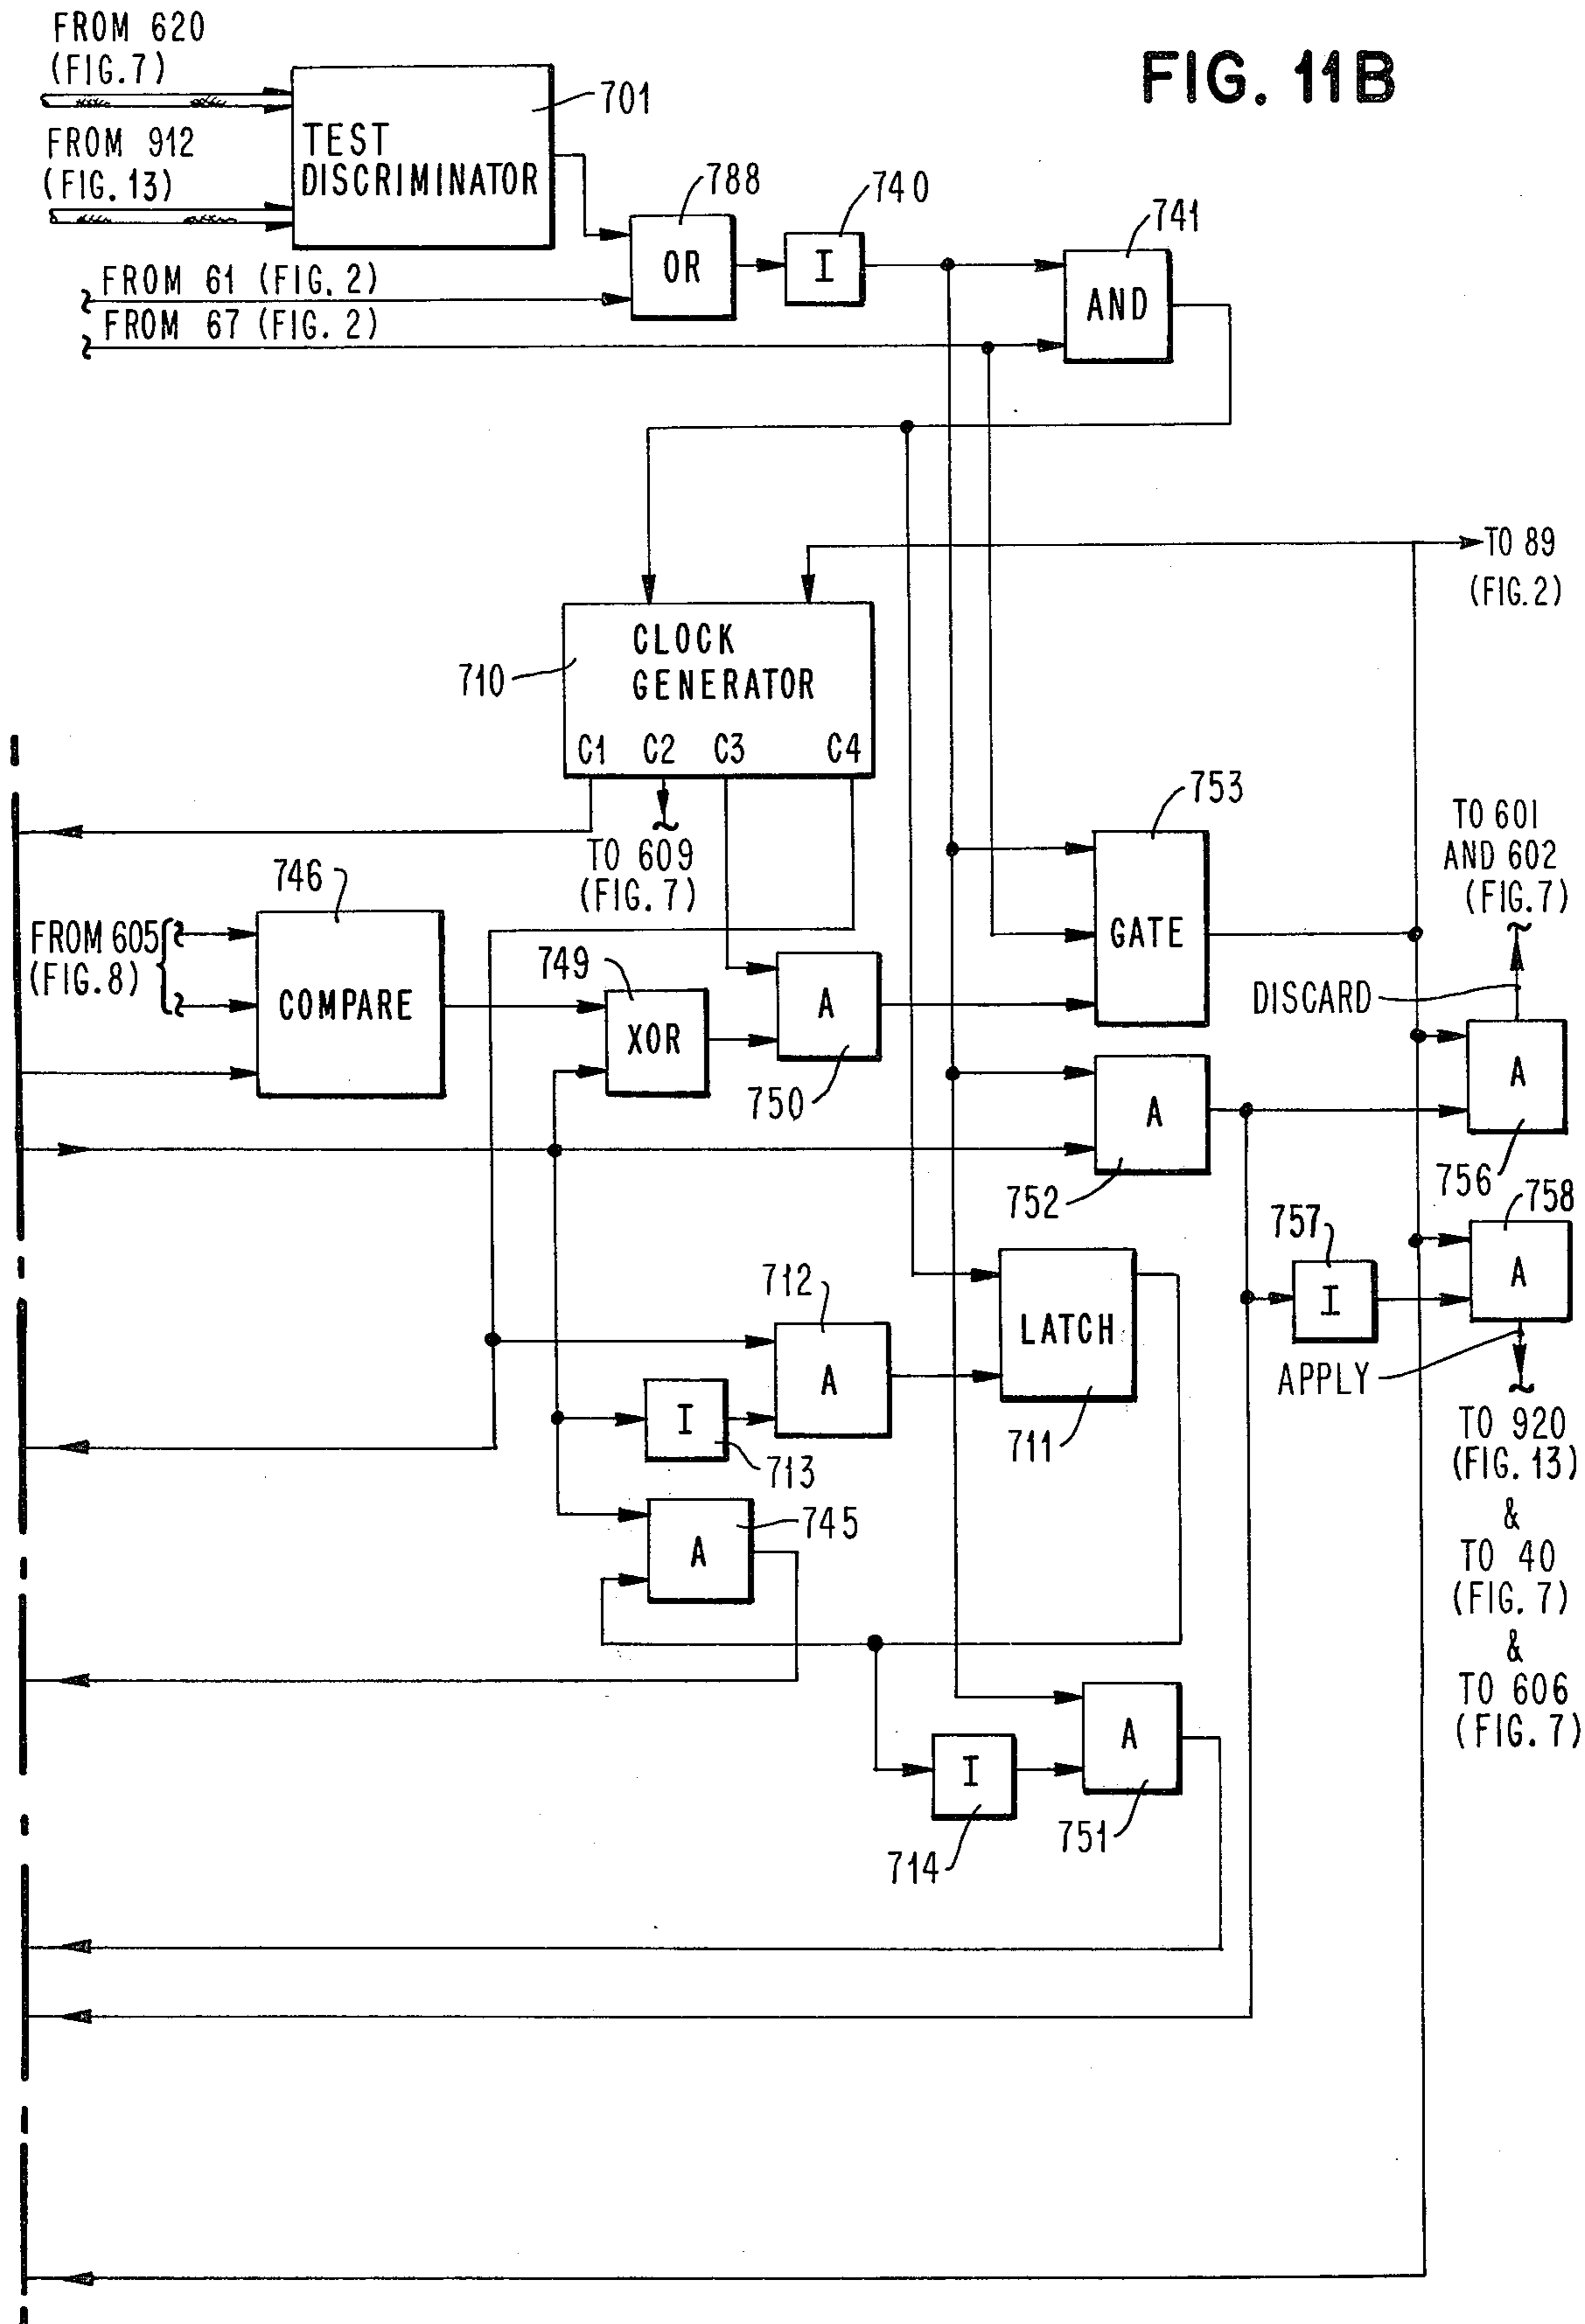 FROM 620
(FIG.7)
FIG. 11B
701
TEST
DISCRIMINATOR
FROM 912
(FIG. 13)
788
740
741
OR
I
AND
FROM 61 (FIG. 2)
FROM 67 (FIG. 2)
TO 89
(FIG. 2)
CLOCK
GENERATOR
710
C1 C2 C3 C4
753
TO 601
AND 602
(FIG.7)
TO 609
(FIG.7)
746
FROM 605
(FIG.8)
COMPARE
749
XOR
A
750
GATE
DISCARD
A
756
A
752
758
757
I
A
712
A
LATCH
711
APPLY
I
713
TO 920
(FIG. 13)
&
TO 40
(FIG. 7)
&
TO 606
(FIG. 7)
745
A
A
I
751
714